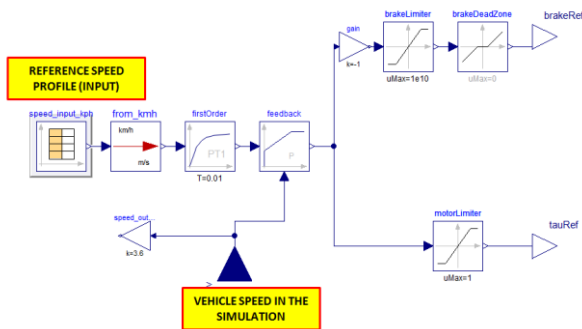 gain
k=-1
brakeLimiter
uMax=1e10
brakeDeadZone
uMax=0
brakeRef
REFERENCE SPEED
PROFILE (INPUT)
speed_input_kph
from_kmh
km/h
m/s
firstOrder
PT1
T=0.01
feedback
P
speed_out...
k=3.6
VEHICLE SPEED IN THE
SIMULATION
motorLimiter
uMax=1
tauRef